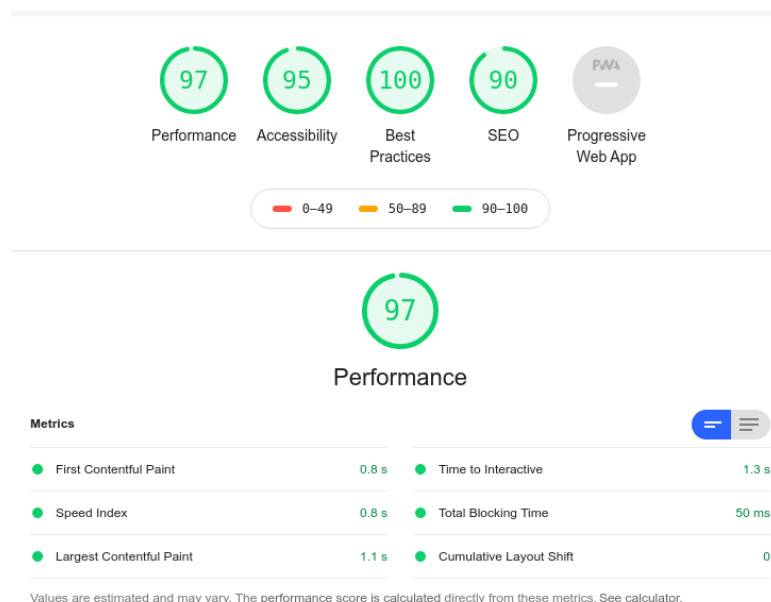 97 95 100 90 PWA
Performance Accessibility Best Practices SEO Progressive Web App
0–49 50–89 90–100
97
Performance
Metrics
First Contentful Paint 0.8 s
Time to Interactive 1.3 s
Speed Index 0.8 s
Total Blocking Time 50 ms
Largest Contentful Paint 1.1 s
Cumulative Layout Shift 0
Values are estimated and may vary. The performance score is calculated directly from these metrics. See calculator.